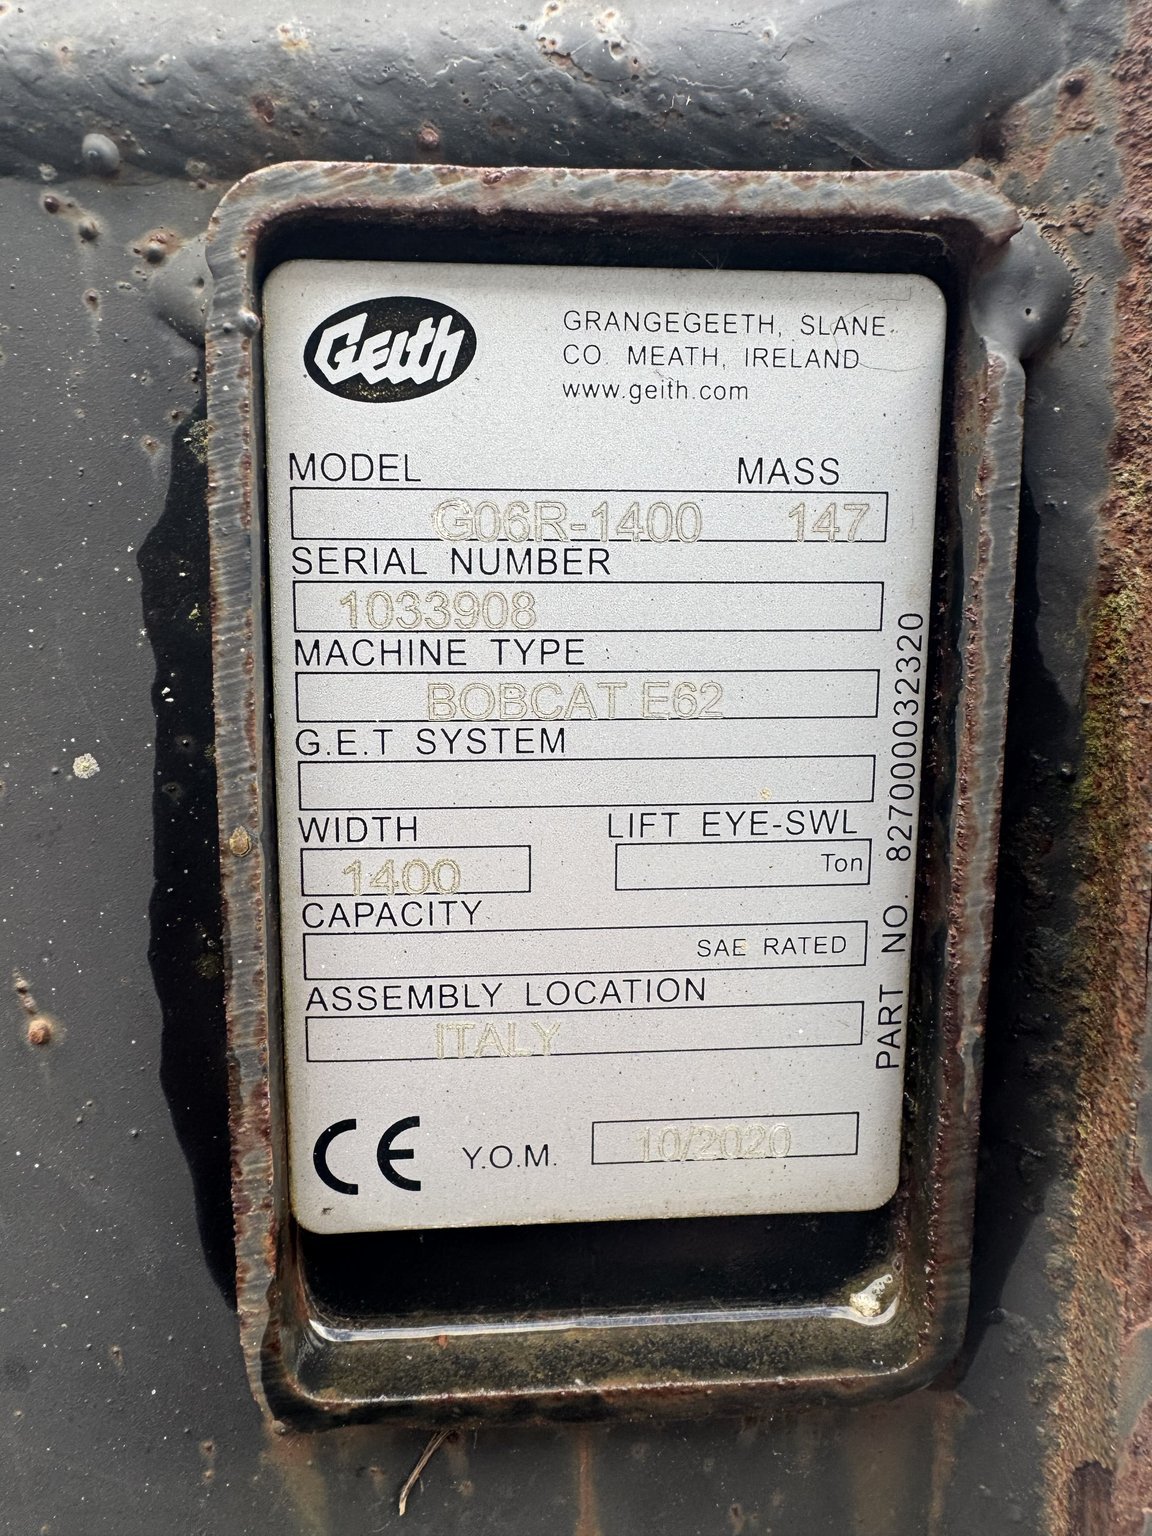 Geith
GRANGEGEETH, SLANE
CO. MEATH, IRELAND
www.geith.com
MODEL MASS
G06R-1400 147
SERIAL NUMBER
1033908
MACHINE TYPE
BOBCAT E62
G.E.T SYSTEM
WIDTH LIFT EYE-SWL
1400 Ton
CAPACITY
SAE RATED
ASSEMBLY LOCATION
ITALY
CE Y.O.M. 10/2020
PART NO. 82700000032320